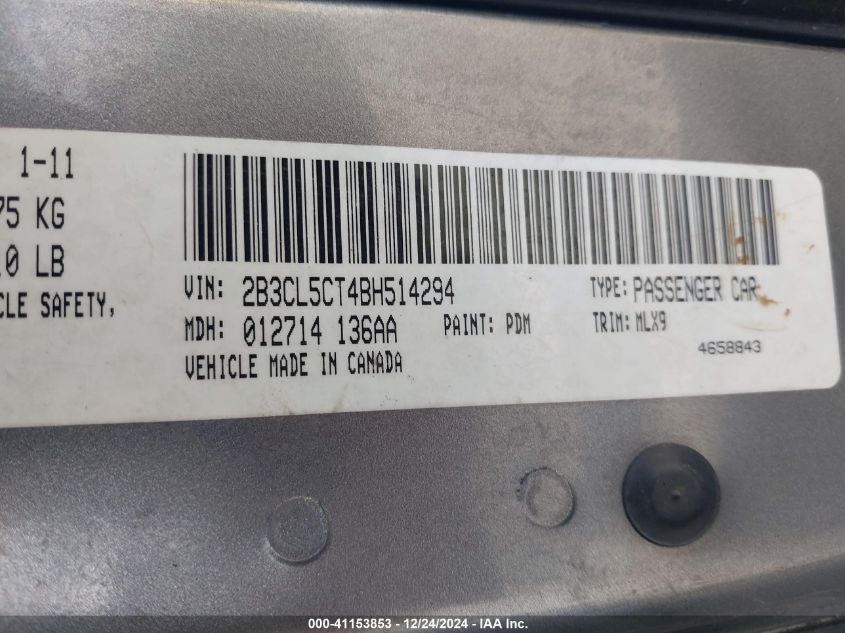 1-11
75 KG
0 LB
CLE SAFETY,
VIN: 2B3CL5CT4BH514294 TYPE: PASSENGER CAR
MDH: 012714 136AA PAINT: PDM TRIM: MLX9
VEHICLE MADE IN CANADA 4658843
000-41153853 - 12/24/2024 - IAA Inc.